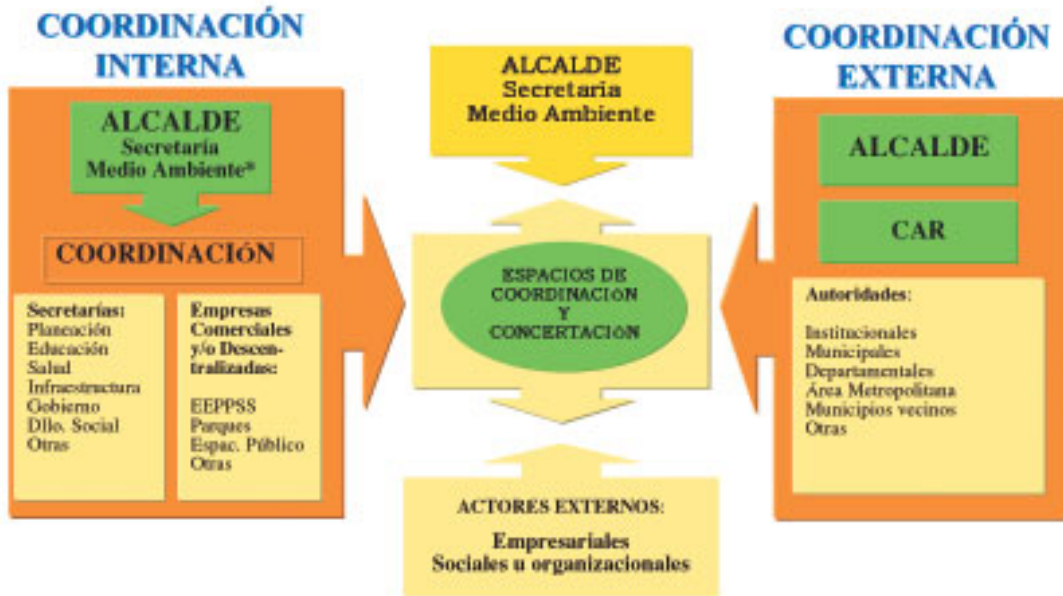 COORDINACIÓN
INTERNA
ALCALDE
Secretaría
Medio Ambiente*
COORDINACIÓN
Secretarías:
Planeación
Educación
Salud
Infraestructura
Gobierno
Dllo. Social
Otras
Empresas
Comerciales
y/o Descen-
tralizadas:
EEPPSS
Parques
Espac. Público
Otras
ALCALDE
Secretaría
Medio Ambiente
ESPACIOS DE
COORDINACIÓN
Y
CONCERTACIÓN
ACTORES EXTERNOS:
Empresariales
Sociales u organizacionales
COORDINACIÓN
EXTERNA
ALCALDE
CAR
Autoridades:
Institucionales
Municipales
Departamentales
Área Metropolitana
Municipios vecinos
Otras